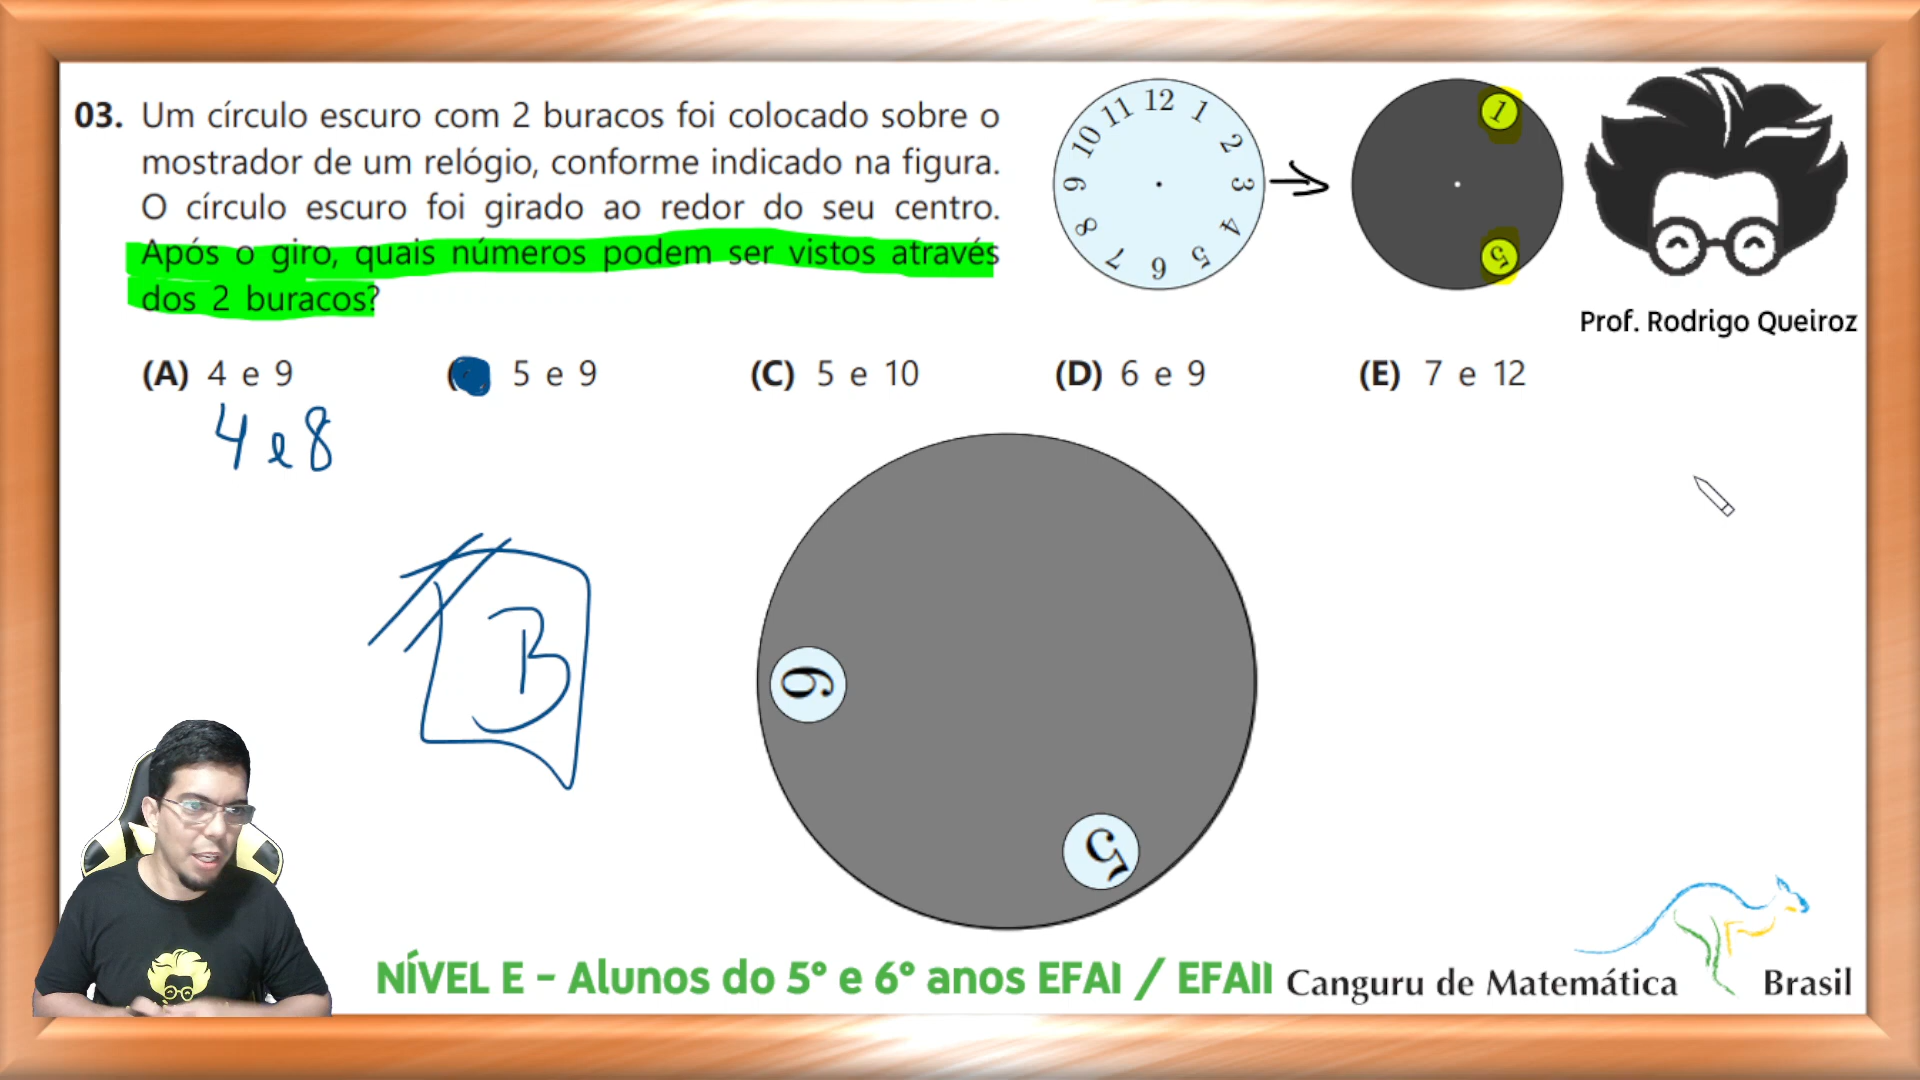 03. Um círculo escuro com 2 buracos foi colocado sobre o
mostrador de um relógio, conforme indicado na figura.
O círculo escuro foi girado ao redor do seu centro.
Após o giro, quais números podem ser vistos através
dos 2 buracos?
12 1 2 3 4 5 6 7 8 9 10 11
1
5
Prof. Rodrigo Queiroz
(A) 4 e 9
( 5 e 9
(C) 5 e 10
(D) 6 e 9
(E) 7 e 12
4 e 8
B
9
5
NÍVEL E - Alunos do 5° e 6° anos EFAI / EFAII
Canguru de Matemática Brasil